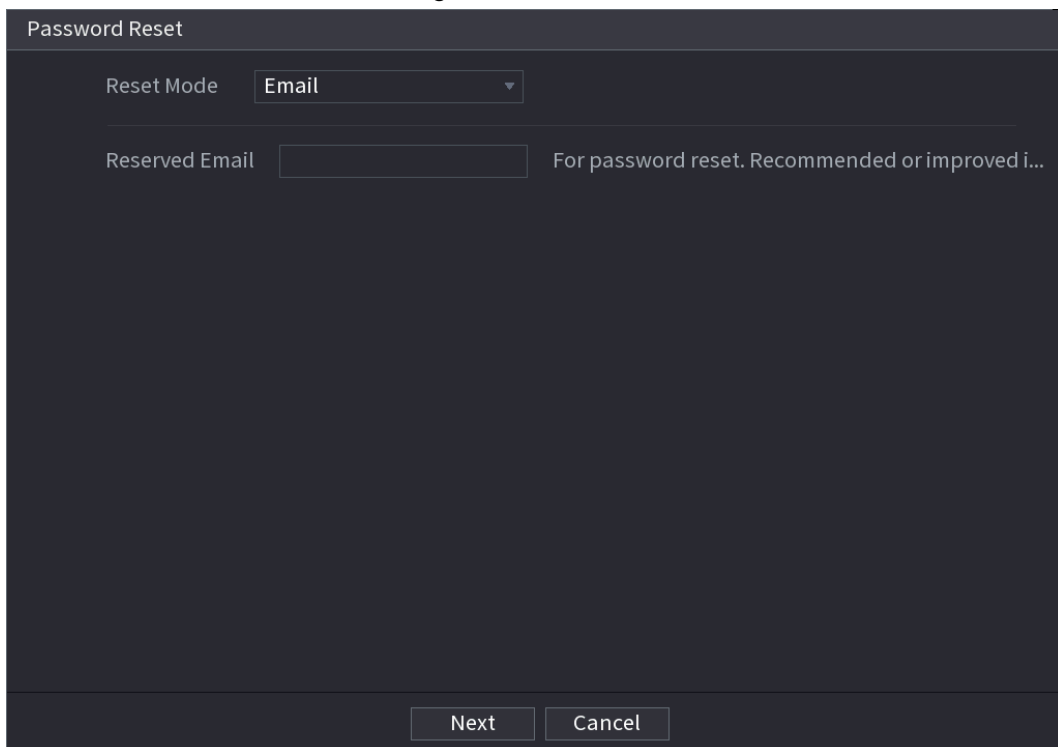 Password Reset
Reset Mode Email
Reserved Email For password reset. Recommended or improved i...
Next Cancel